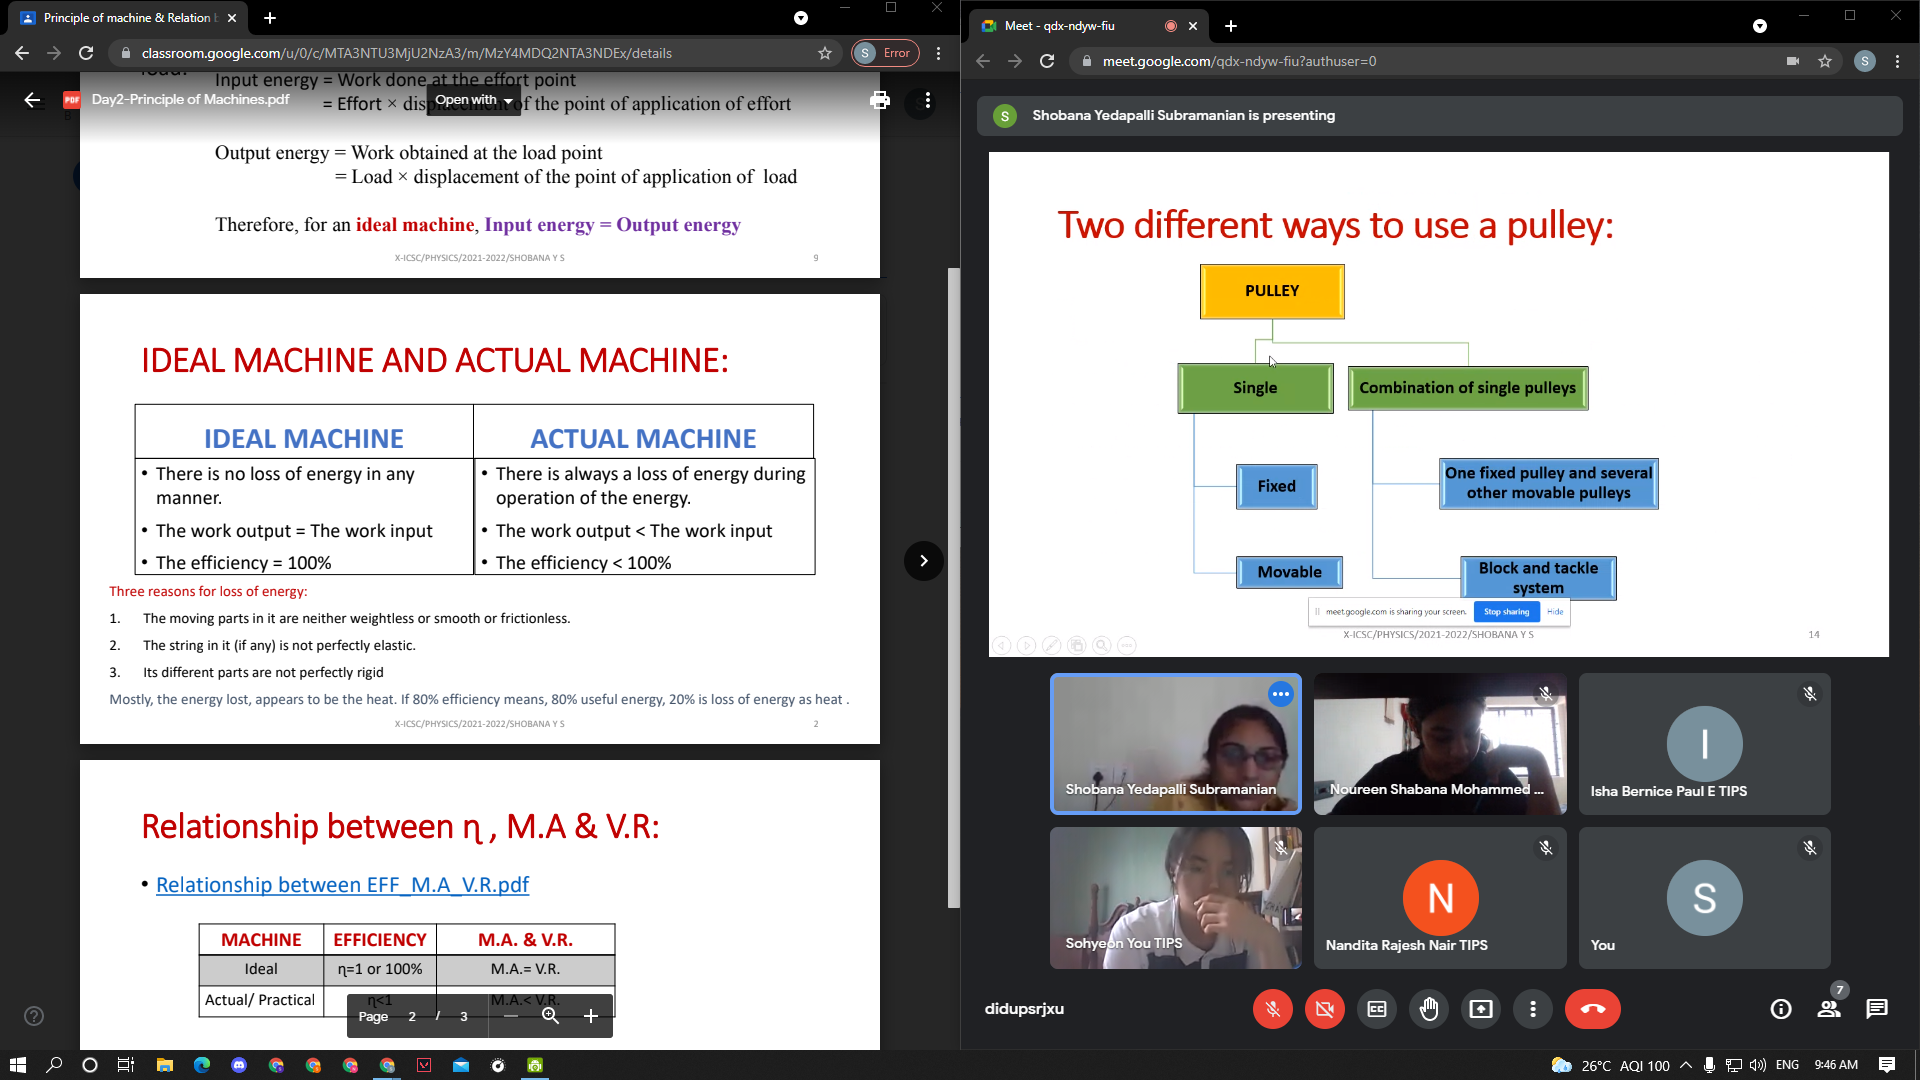 Principle of machine & Relation b
classroom.google.com/u/0/c/MTA3NTU3MjU2NzA3/m/MzY4MDQ2NTA3NDEx/details
S
Error
Input energy = Work done at the effort point
PDF
Day2-Principle of Machines.pdf
Open with
= Effort × displacement of the point of application of effort
Output energy = Work obtained at the load point
= Load × displacement of the point of application of load
Therefore, for an ideal machine, Input energy = Output energy
X-ICSC/PHYSICS/2021-2022/SHOBANA Y S
9
IDEAL MACHINE AND ACTUAL MACHINE:
IDEAL MACHINE
ACTUAL MACHINE
• There is no loss of energy in any
manner.
• The work output = The work input
• The efficiency = 100%
• There is always a loss of energy during
operation of the energy.
• The work output < The work input
• The efficiency < 100%
Three reasons for loss of energy:
1. The moving parts in it are neither weightless or smooth or frictionless.
2. The string in it (if any) is not perfectly elastic.
3. Its different parts are not perfectly rigid
Mostly, the energy lost, appears to be the heat. If 80% efficiency means, 80% useful energy, 20% is loss of energy as heat .
X-ICSC/PHYSICS/2021-2022/SHOBANA Y S
2
Relationship between η , M.A & V.R:
• Relationship between EFF_M.A_V.R.pdf
MACHINE EFFICIENCY M.A. & V.R.
Ideal η=1 or 100% M.A.= V.R.
Actual/ Practical η<1 M.A.< V.R.
Page 2 / 3
Meet - qdx-ndyw-fiu
meet.google.com/qdx-ndyw-fiu?authuser=0
S
S
Shobana Yedapalli Subramanian is presenting
Two different ways to use a pulley:
PULLEY
Single
Combination of single pulleys
Fixed
One fixed pulley and several
other movable pulleys
Movable
Block and tackle
system
meet.google.com is sharing your screen.
Stop sharing
Hide
X-ICSC/PHYSICS/2021-2022/SHOBANA Y S
14
Shobana Yedapalli Subramanian
Noureen Shabana Mohammed ...
I
Isha Bernice Paul E TIPS
Sohyeon You TIPS
N
Nandita Rajesh Nair TIPS
S
You
didupsrjxu
7
26°C AQI 100
ENG
9:46 AM